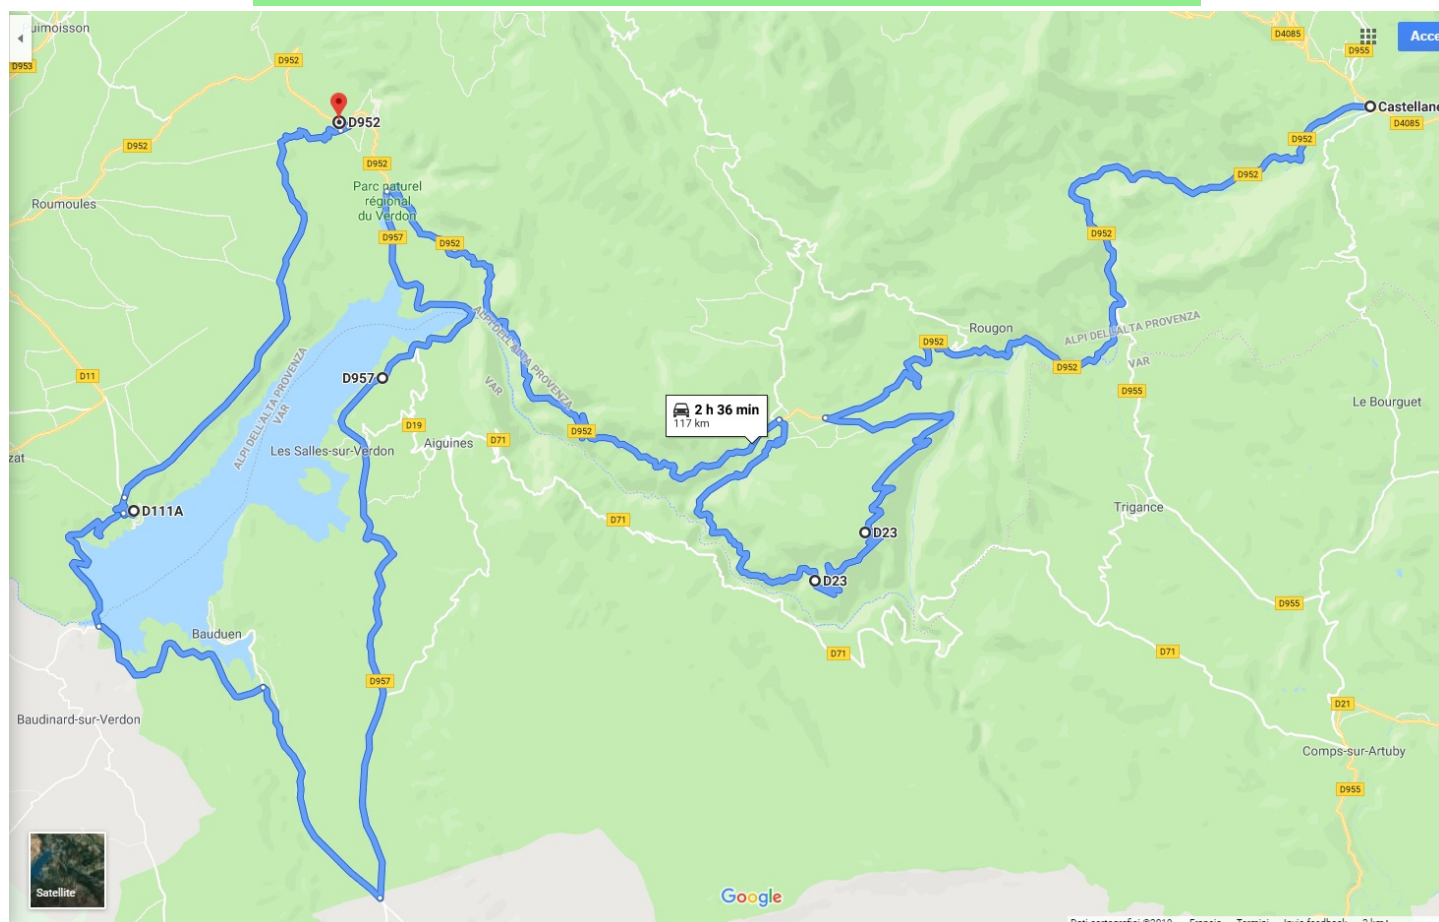 uimoisson
D4085
D955
Acce
D953
D952
D952
Castellane
D4085
D952
D952
D952
D952
Parc naturel
régional
du Verdon
Roumoules
D957
D952
D952
ALPI DELL'ALTA PROVENZA
VAR
ALPI DELL'ALTA PROVENZA
VAR
Rougon
ALPI DELL'ALTA PROVENZA
VAR
D952
D952
D11
D957
D955
2 h 36 min
117 km
Le Bourguet
D19
Aiguines
D71
D952
Les Salles-sur-Verdon
zat
D111A
D71
D23
Trigance
D23
D955
Bauduen
D71
D71
D957
Baudinard-sur-Verdon
D21
Comps-sur-Artuby
D955
Satellite
Google